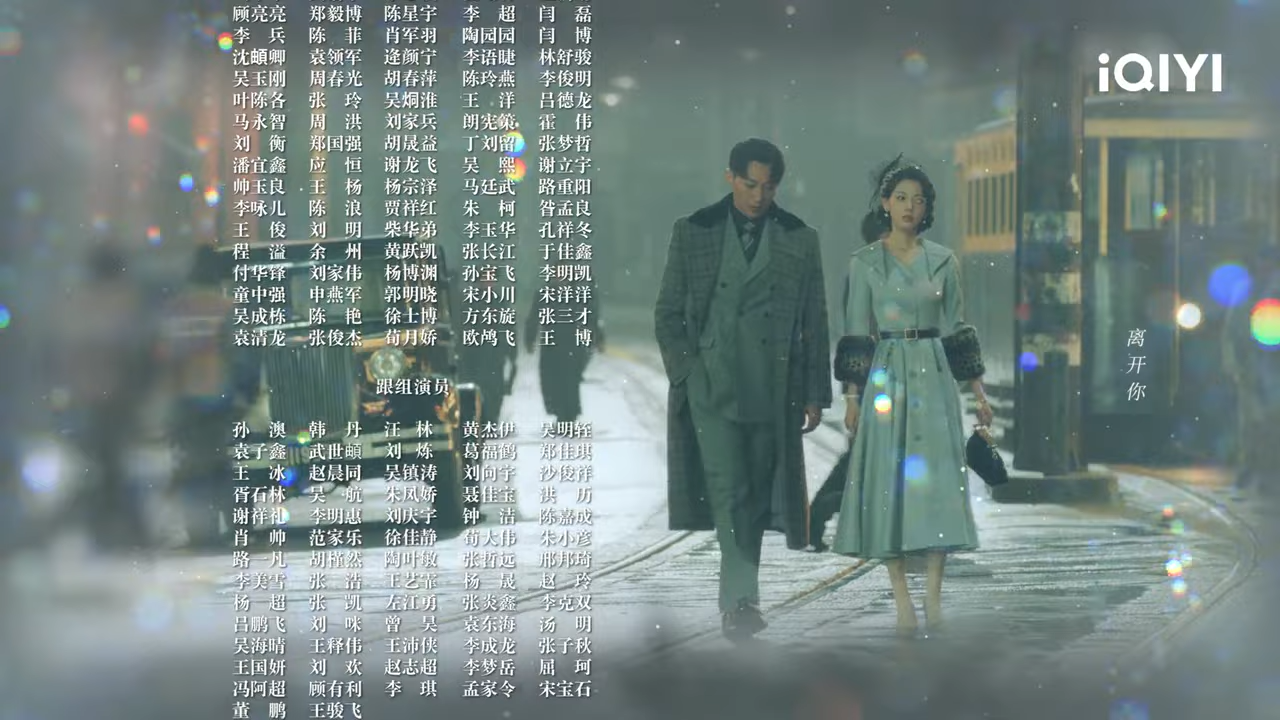 iQIYI
顾亮亮 郑毅博 陈星宇 李超 闫磊
李兵 陈菲 肖军羽 陶园园 闫博
沈頔卿 袁领军 逄颜宁 李语睫 林舒骏
吴玉刚 周春光 胡春萍 陈玲燕 李俊明
叶陈各 张玲 吴炯淮 王洋 吕德龙
马永智 周洪 刘家兵 朗宪策 霍伟
刘衡 郑国强 胡晟益 丁刘留 张梦哲
潘宜鑫 应恒 谢龙飞 吴熙 谢立宇
帅玉良 王杨 杨宗泽 马廷武 路重阳
李咏儿 陈浪 贾祥红 朱柯 昝孟良
王俊 刘明 柴华弟 李玉华 孔祥冬
程溢 余州 黄跃凯 张长江 于佳鑫
付华铎 刘家伟 杨博渊 孙宝飞 李明凯
童中强 申燕军 郭明晓 宋小川 宋洋洋
吴成栋 陈艳 徐士博 方东旋 张三才
袁清龙 张俊杰 荀月娇 欧鸿飞 王博
跟组演员
孙澳 韩丹 汪林 黄杰伊 吴明轾
袁子鑫 武世頔 刘炼 葛福鹤 郑佳琪
王冰 赵晨同 吴镇涛 刘向宇 沙俊祥
胥石林 吴航 朱凤娇 聂佳宝 洪历
谢祥礼 李明惠 刘庆宇 钟洁 陈嘉成
肖帅 范家乐 徐佳静 荀大伟 朱小彦
路一凡 胡槿然 陶叶敏 张哲远 邢邦琦
李美雪 张浩 王艺霏 杨晟 赵玲
杨超 张凯 左江勇 张炎鑫 李克双
吕鹏飞 刘咪 曾昊 袁东海 汤明
吴海晴 王释伟 王沛侠 李成龙 张子秋
王国妍 刘欢 赵志超 李梦岳 屈珂
冯阿超 顾有利 李琪 孟家令 宋宝石
董鹏 王骏飞
离开你